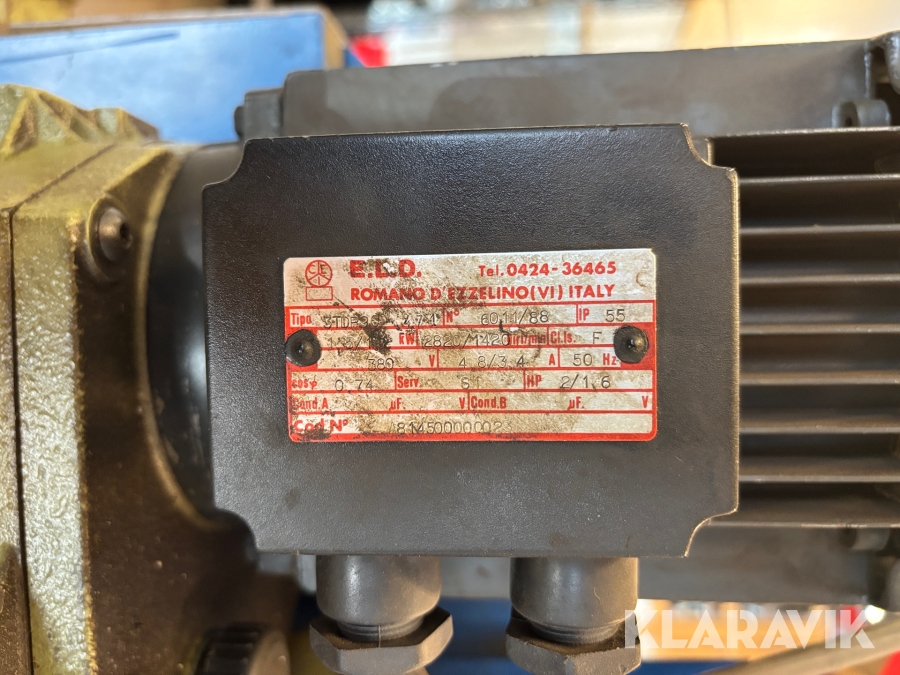 E.L.D. Tel. 0424-36465
ROMANO D'EZZELINO(VI) ITALY
Tipo N° 6011/88 IP 55
KW 2820/1420 Cl.Is. F
380 V 4,8/3,4 A 50 Hz
cosφ 0,74 Serv. S1 HP 2/1,6
Cond.A µF. V Cond.B µF. V
Cod.N° 81450000002
KLARAVIK